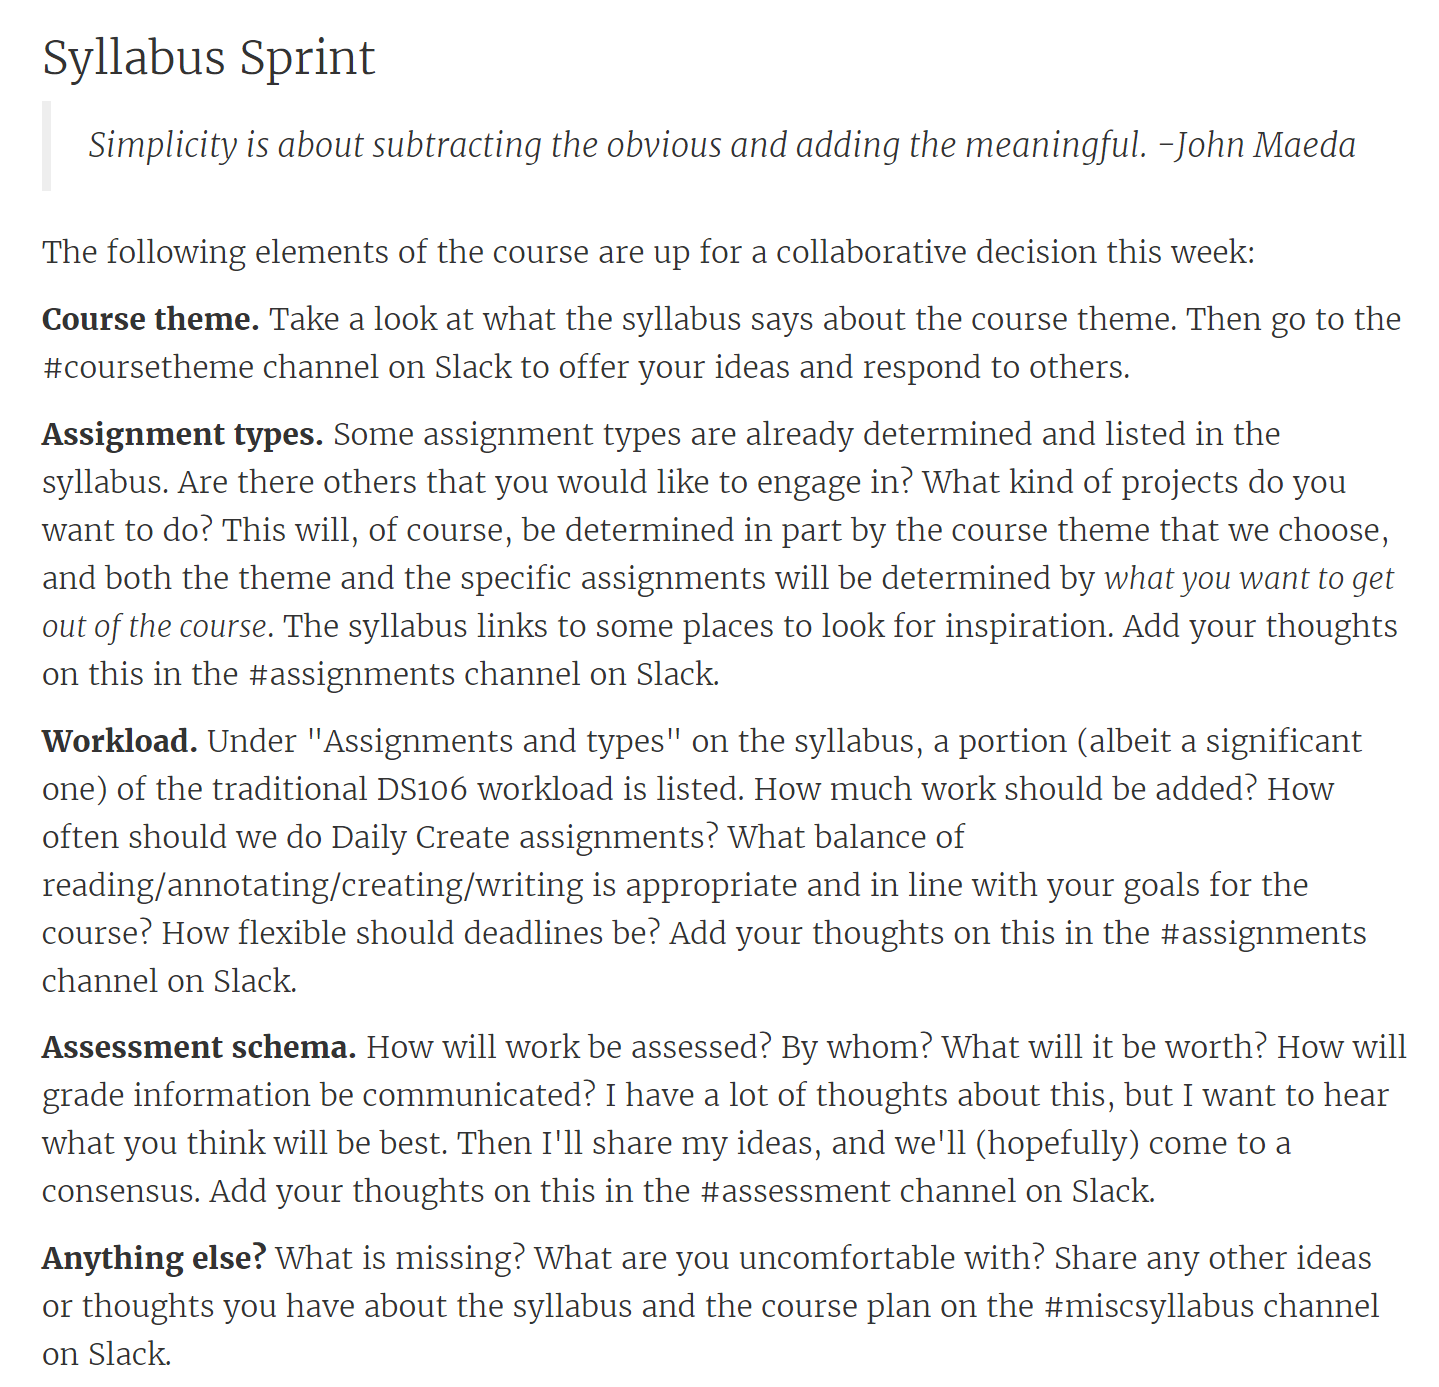 Syllabus Sprint
Simplicity is about subtracting the obvious and adding the meaningful. –John Maeda
The following elements of the course are up for a collaborative decision this week:
Course theme. Take a look at what the syllabus says about the course theme. Then go to the
#coursetheme channel on Slack to offer your ideas and respond to others.
Assignment types. Some assignment types are already determined and listed in the
syllabus. Are there others that you would like to engage in? What kind of projects do you
want to do? This will, of course, be determined in part by the course theme that we choose,
and both the theme and the specific assignments will be determined by what you want to get
out of the course. The syllabus links to some places to look for inspiration. Add your thoughts
on this in the #assignments channel on Slack.
Workload. Under "Assignments and types" on the syllabus, a portion (albeit a significant
one) of the traditional DS106 workload is listed. How much work should be added? How
often should we do Daily Create assignments? What balance of
reading/annotating/creating/writing is appropriate and in line with your goals for the
course? How flexible should deadlines be? Add your thoughts on this in the #assignments
channel on Slack.
Assessment schema. How will work be assessed? By whom? What will it be worth? How will
grade information be communicated? I have a lot of thoughts about this, but I want to hear
what you think will be best. Then I'll share my ideas, and we'll (hopefully) come to a
consensus. Add your thoughts on this in the #assessment channel on Slack.
Anything else? What is missing? What are you uncomfortable with? Share any other ideas
or thoughts you have about the syllabus and the course plan on the #miscsyllabus channel
on Slack.